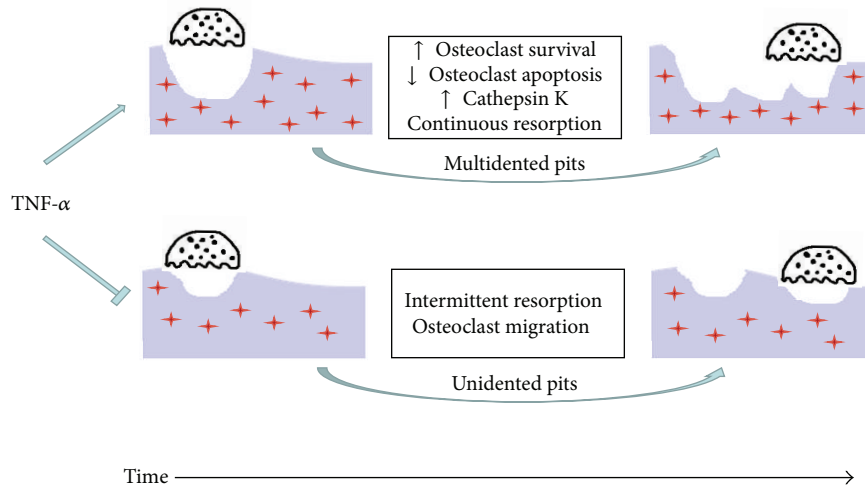 ↑ Osteoclast survival
↓ Osteoclast apoptosis
↑ Cathepsin K
Continuous resorption
Multidented pits
TNF-α
Intermittent resorption
Osteoclast migration
Unidented pits
Time